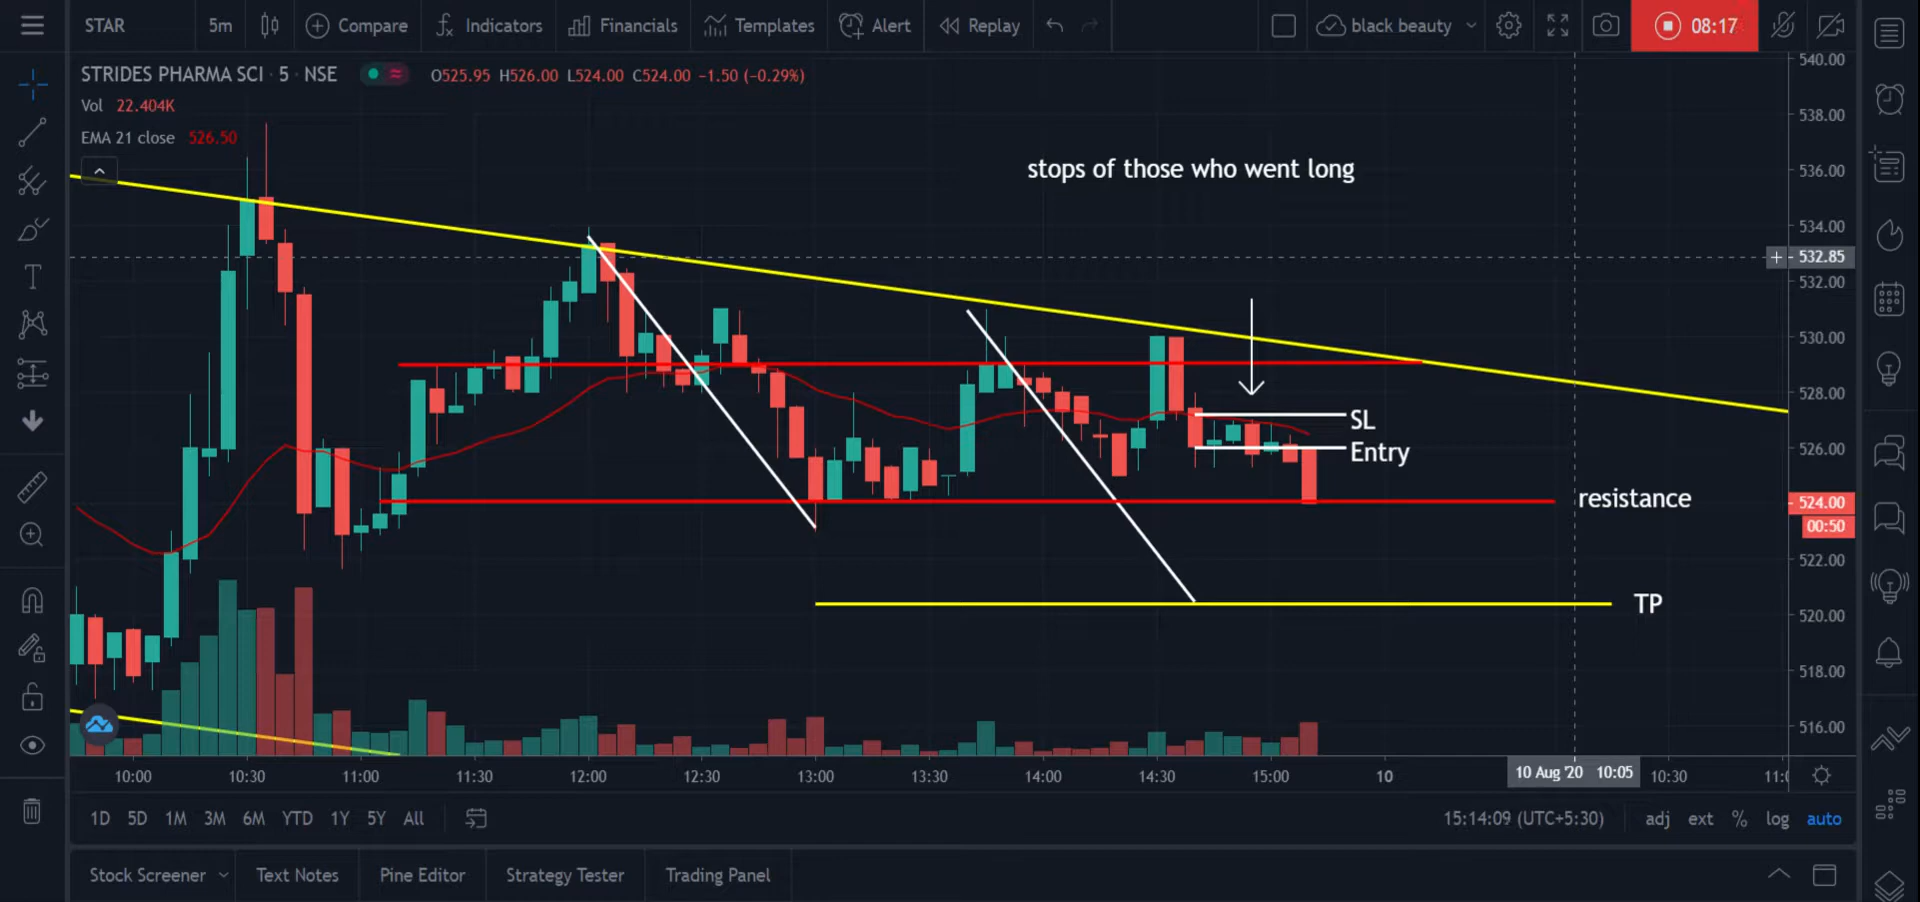 STAR 5m Compare Indicators Financials Templates Alert Replay black beauty 08:17
STRIDES PHARMA SCI · 5 · NSE O525.95 H526.00 L524.00 C524.00 −1.50 (−0.29%)
Vol 22.404K
EMA 21 close 526.50
stops of those who went long
SL
Entry
resistance
TP
540.00
538.00
536.00
534.00
532.85
532.00
530.00
528.00
526.00
524.00
00:50
522.00
520.00
518.00
516.00
10:00 10:30 11:00 11:30 12:00 12:30 13:00 13:30 14:00 14:30 15:00 10 10 Aug '20 10:05 10:30
1D 5D 1M 3M 6M YTD 1Y 5Y All 15:14:09 (UTC+5:30) adj ext % log auto
Stock Screener Text Notes Pine Editor Strategy Tester Trading Panel